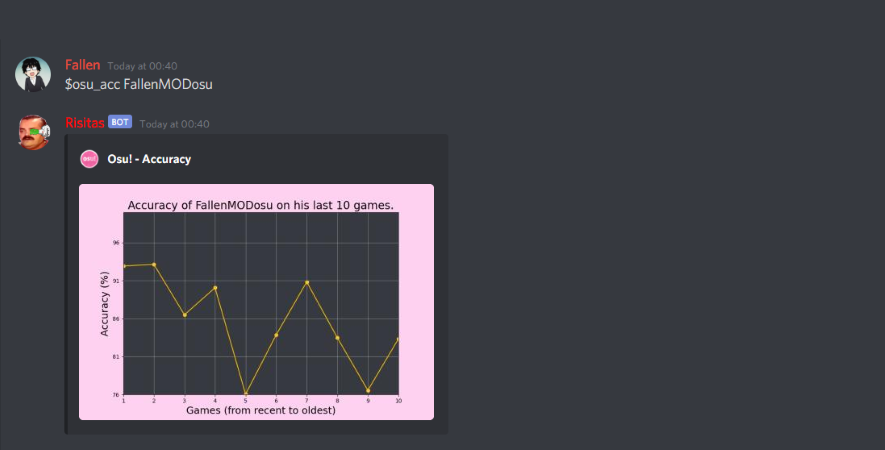 Fallen Today at 00:40
$osu_acc FallenMODosu
Risitas BOT Today at 00:40
osu! Osu! - Accuracy
Accuracy of FallenMODosu on his last 10 games.
Accuracy (%)
96
91
86
81
76
1 2 3 4 5 6 7 8 9 10
Games (from recent to oldest)